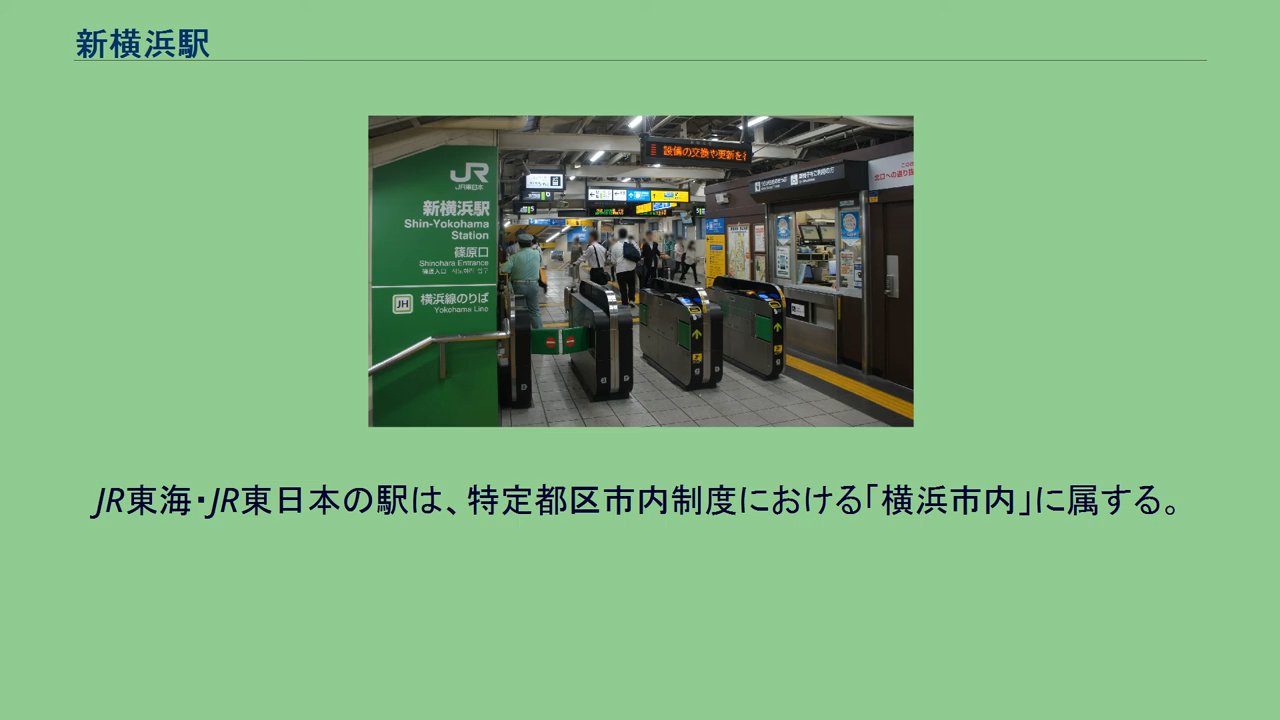 新横浜駅
設備の交換や更新を
JR
JR東日本
新横浜駅
Shin-Yokohama
Station
篠原口
Shinohara Entrance
JH 横浜線のりば
Yokohama Line
JR東海・JR東日本の駅は、特定都区市内制度における「横浜市内」に属する。